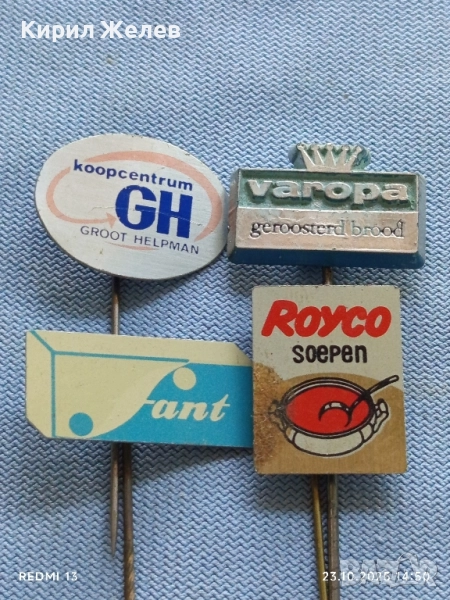 Кирил Желев
koopcentrum
GH
GROOT HELPMAN
varopa
geroosterd brood
fant
ROYCO
soepen
REDMI 13